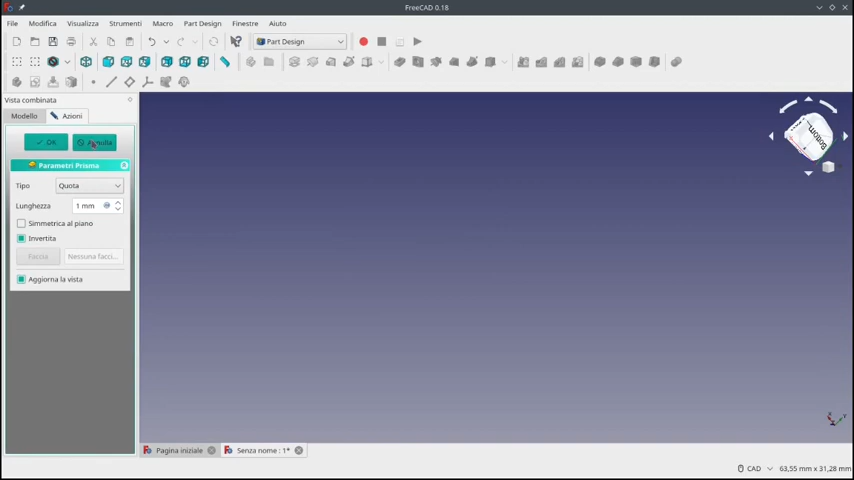 FreeCAD 0.18
File Modifica Visualizza Strumenti Macro Part Design Finestre Aiuto
Part Design
Vista combinata
Modello Azioni
OK Annulla
Parametri Prisma
Tipo Quota
Lunghezza 1 mm
Simmetrica al piano
Invertita
Faccia Nessuna facci...
Aggiorna la vista
Bottom
Pagina iniziale Senza nome : 1*
CAD 63,55 mm x 31,28 mm